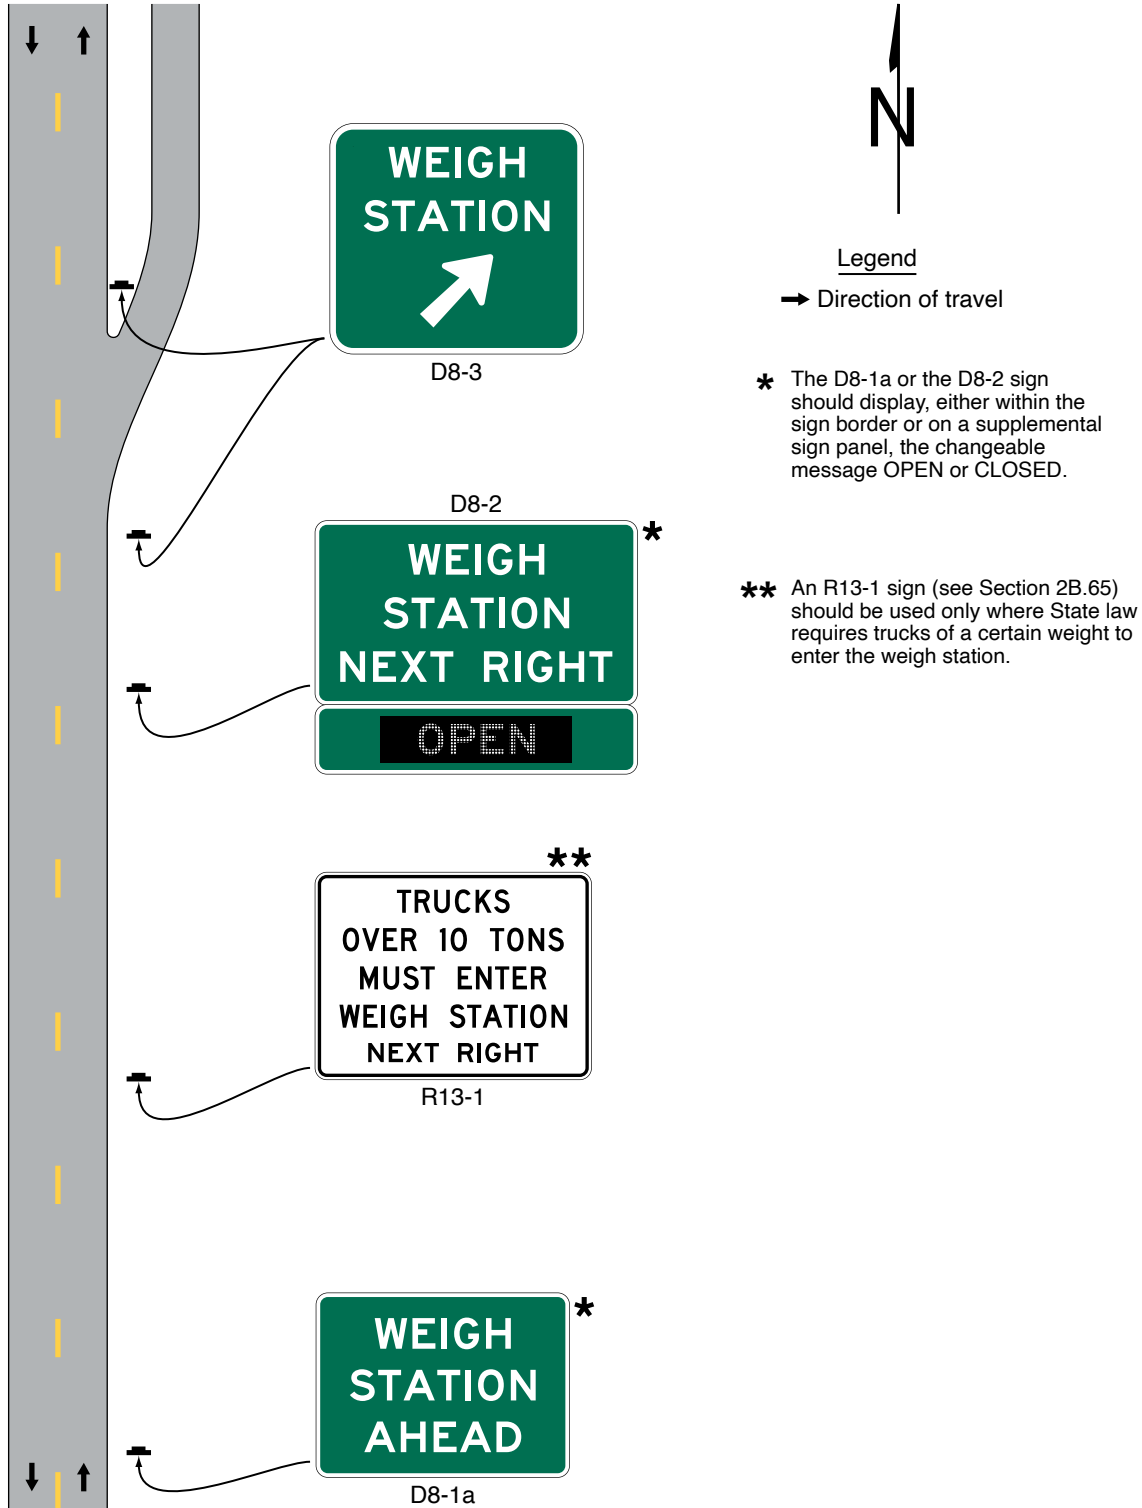 N
Legend
Direction of travel
WEIGH
STATION
D8-3
* The D8-1a or the D8-2 sign
should display, either within the
sign border or on a supplemental
sign panel, the changeable
message OPEN or CLOSED.
D8-2
*
WEIGH
STATION
NEXT RIGHT
OPEN
** An R13-1 sign (see Section 2B.65)
should be used only where State law
requires trucks of a certain weight to
enter the weigh station.
**
TRUCKS
OVER 10 TONS
MUST ENTER
WEIGH STATION
NEXT RIGHT
R13-1
*
WEIGH
STATION
AHEAD
D8-1a